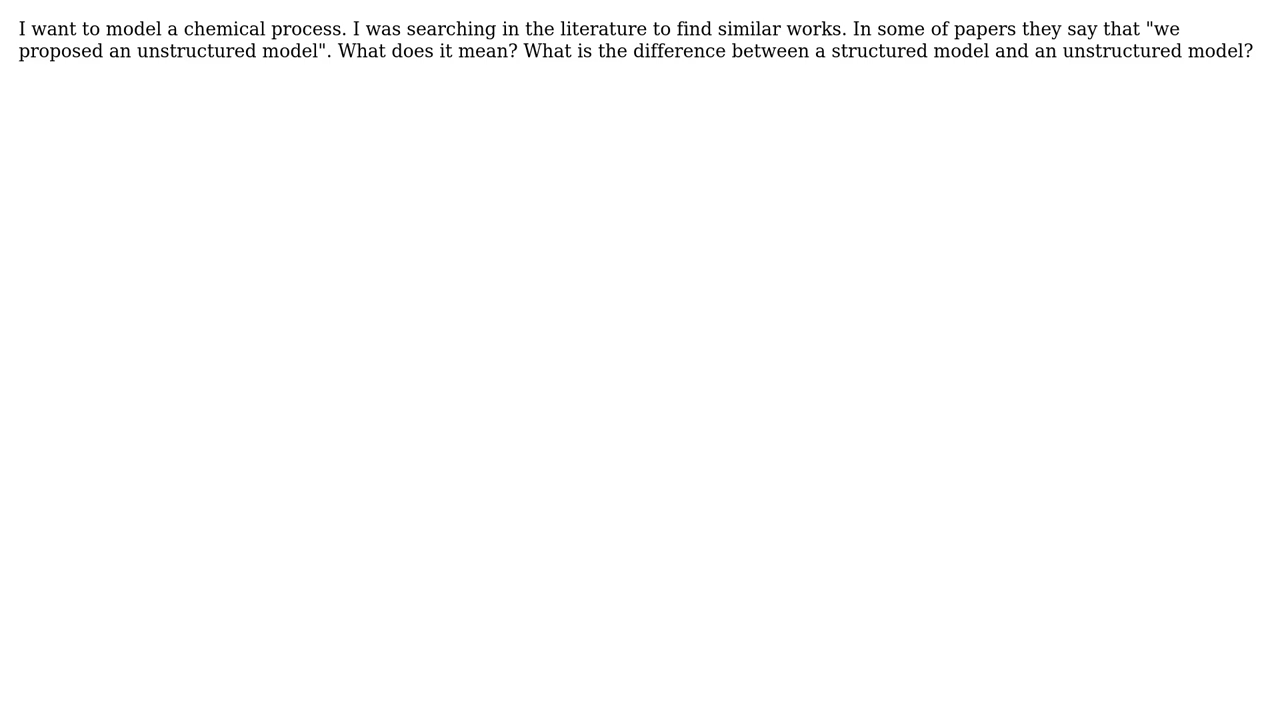 I want to model a chemical process. I was searching in the literature to find similar works. In some of papers they say that "we
proposed an unstructured model". What does it mean? What is the difference between a structured model and an unstructured model?